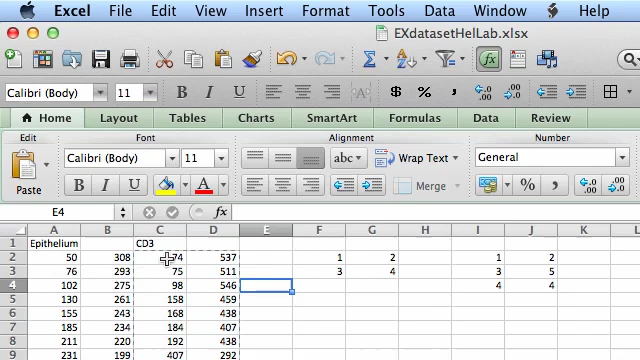 Excel File Edit View Insert Format Tools Data Window Help
EXdatasetHelLab.xlsx
Calibri (Body) 11 B I U $ % , .00 .0
Home Layout Tables Charts SmartArt Formulas Data Review
Edit Font Alignment Number
Calibri (Body) 11 abc Wrap Text General
Paste B I U A Merge % .0 .00
E4 fx
A B C D E F G H I J
1 Epithelium CD3
2 50 308 74 537 1 2 1 2
3 76 293 75 511 3 4 3 5
4 102 275 98 546 4 4
5 130 261 158 459
6 155 243 168 438
7 185 234 184 407
8 211 220 192 438
9 231 199 407 292